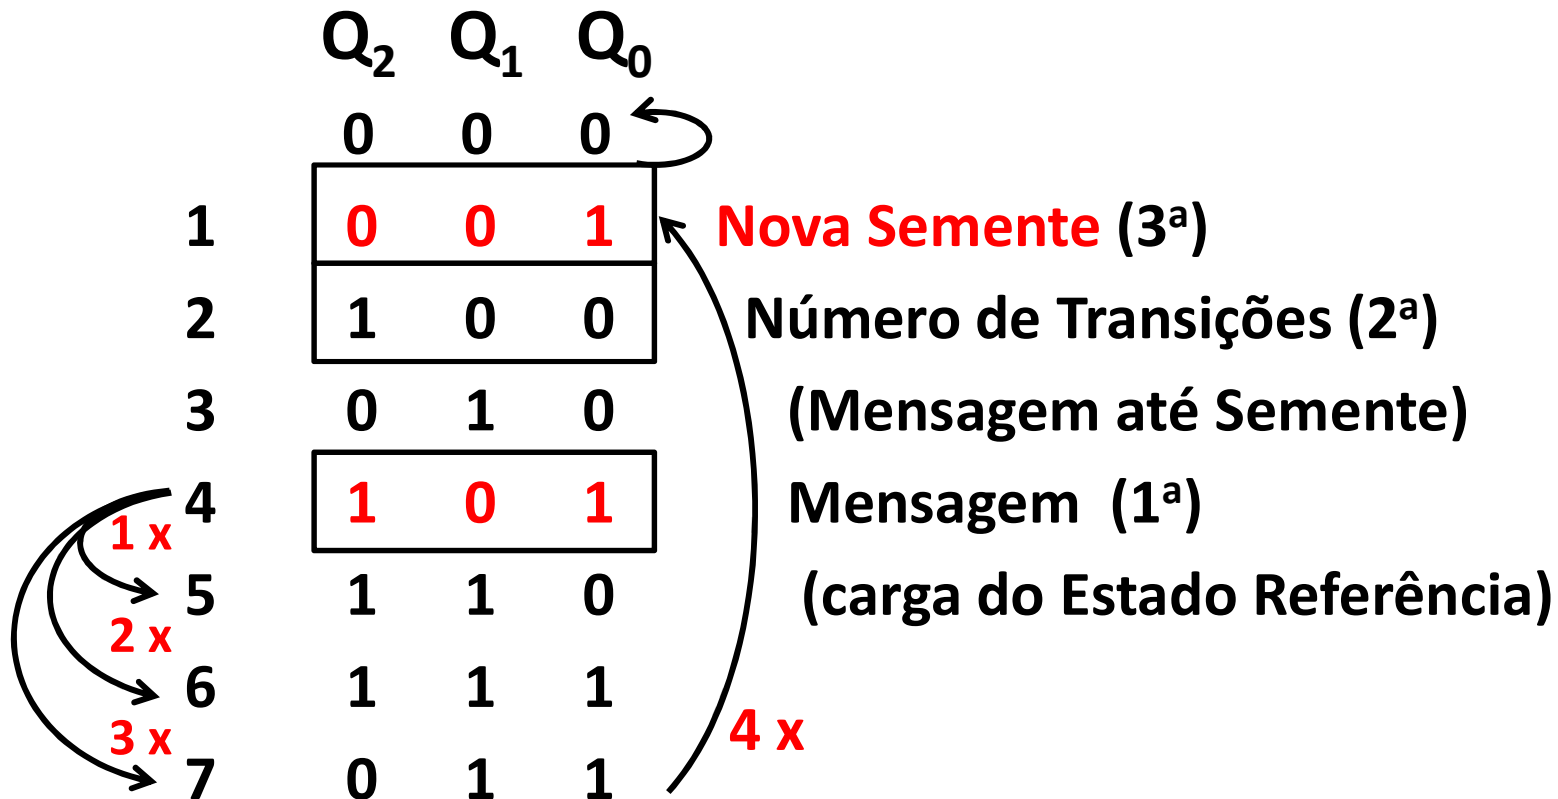 Q2 Q1 Q0
0 0 0
1 0 0 1 Nova Semente (3ª)
2 1 0 0 Número de Transições (2ª)
3 0 1 0 (Mensagem até Semente)
4 1 0 1 Mensagem (1ª)
1 x
5 1 1 0 (carga do Estado Referência)
2 x
6 1 1 1
3 x 4 x
7 0 1 1